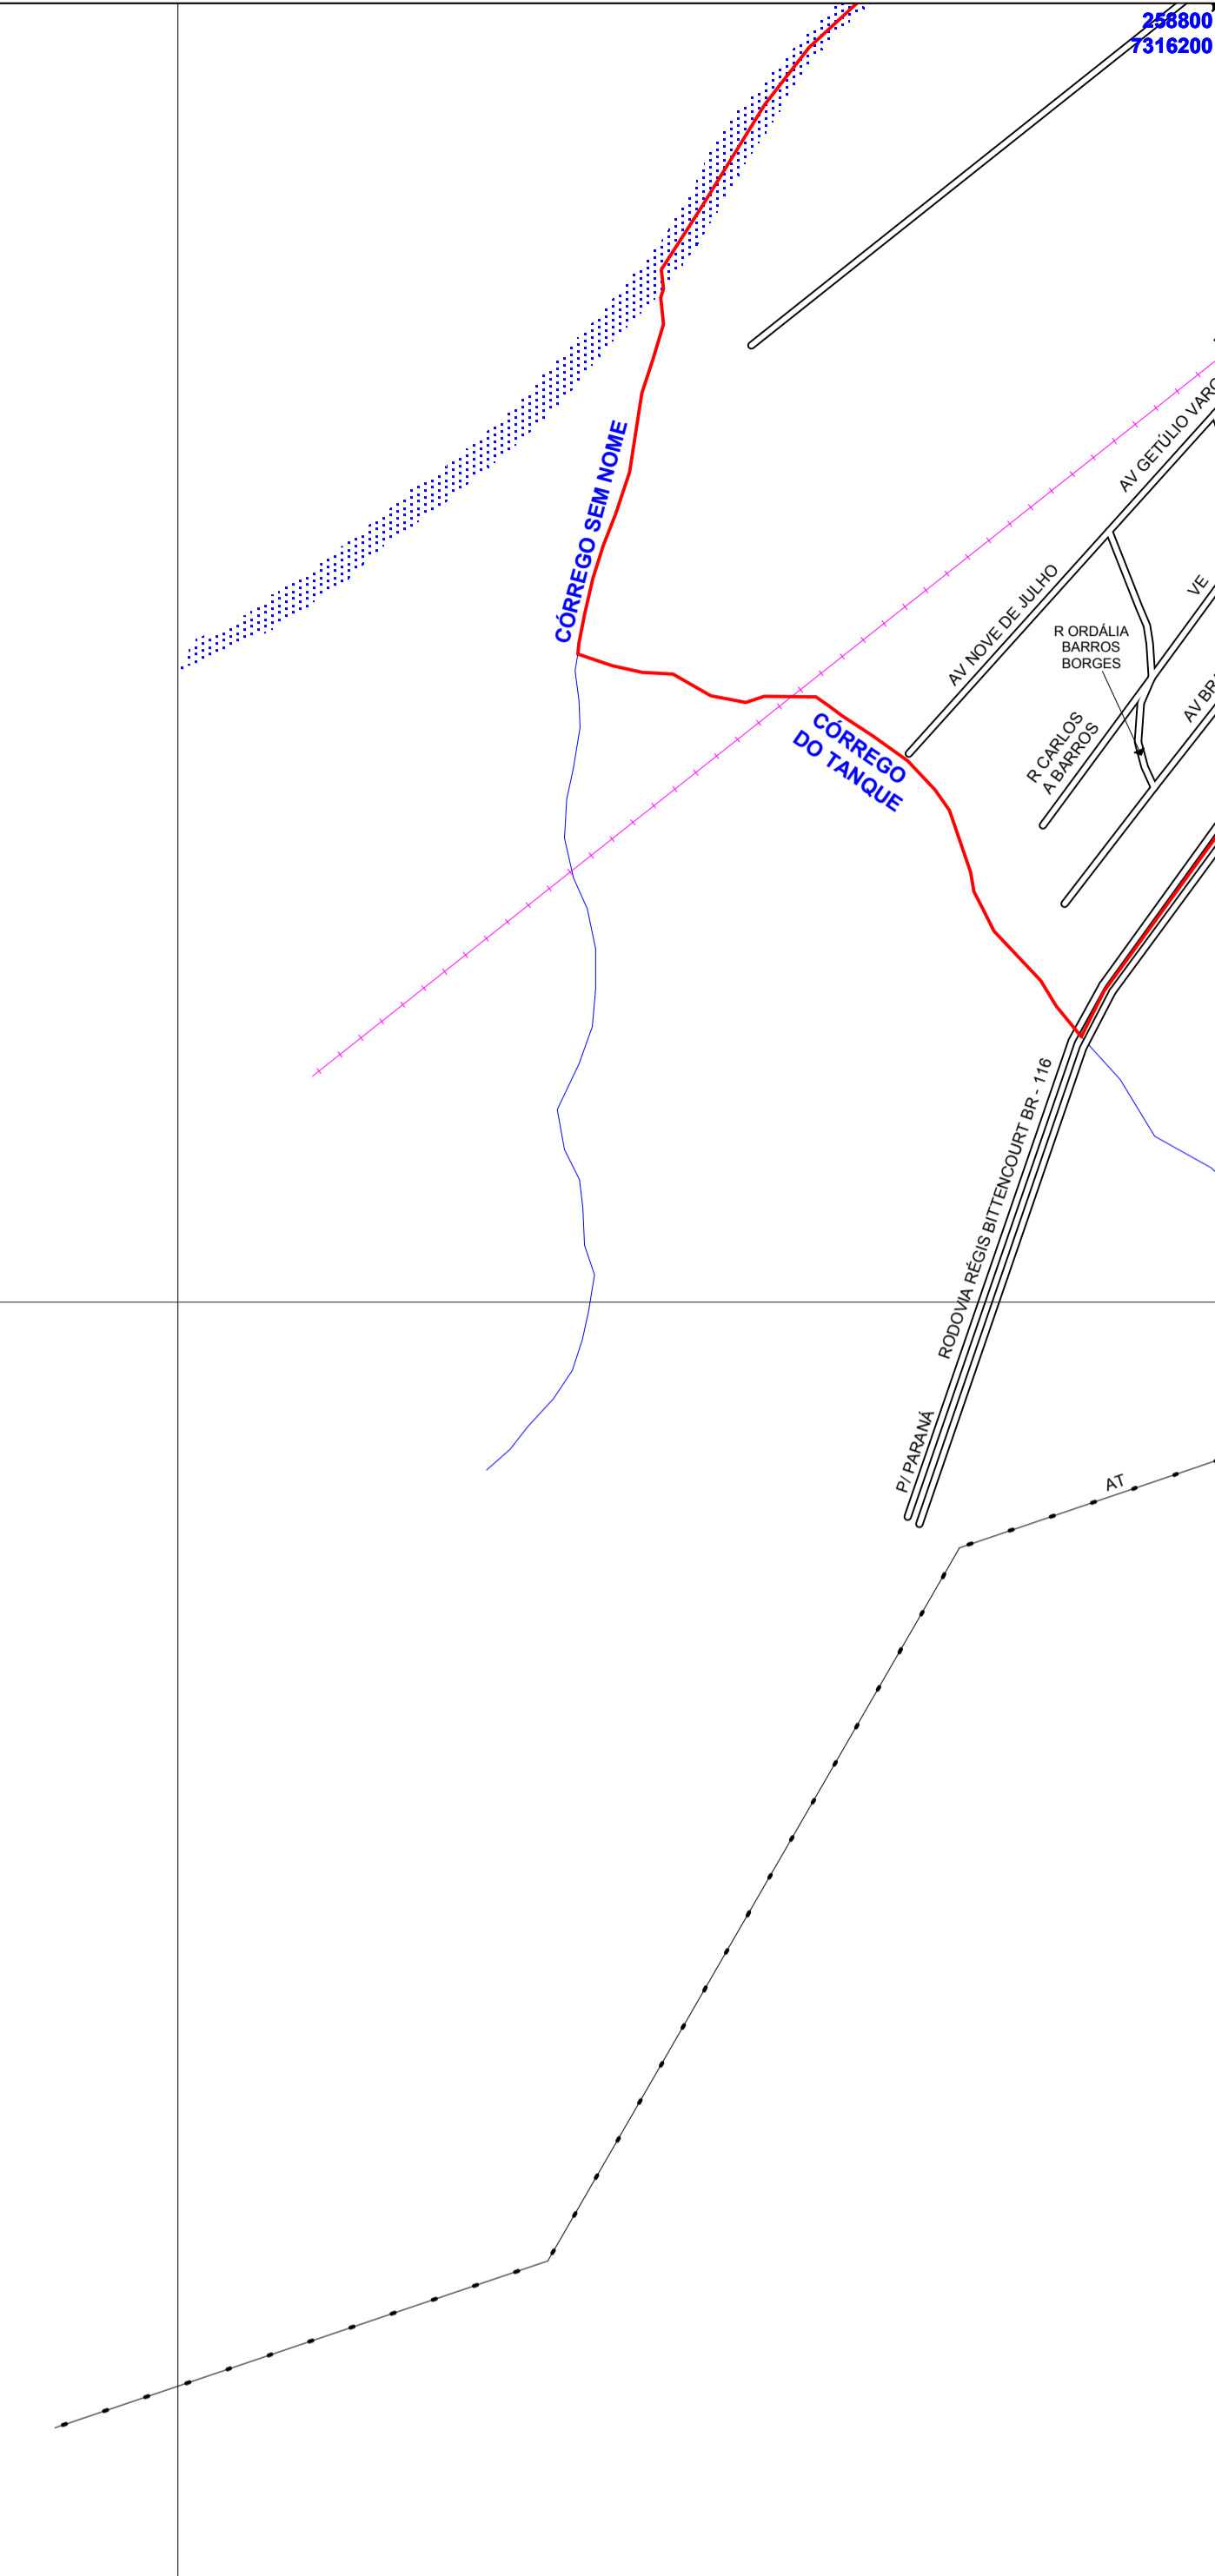 258800
7316200
CÓRREGO SEM NOME
AV GETÚLIO VARG
AV NOVE DE JULHO
R ORDÁLIA
BARROS
BORGES
VE
R CARLOS
A BARROS
AV BR
CÓRREGO
DO TANQUE
RODOVIA RÉGIS BITTENCOURT BR - 116
P/ PARANÁ
AT